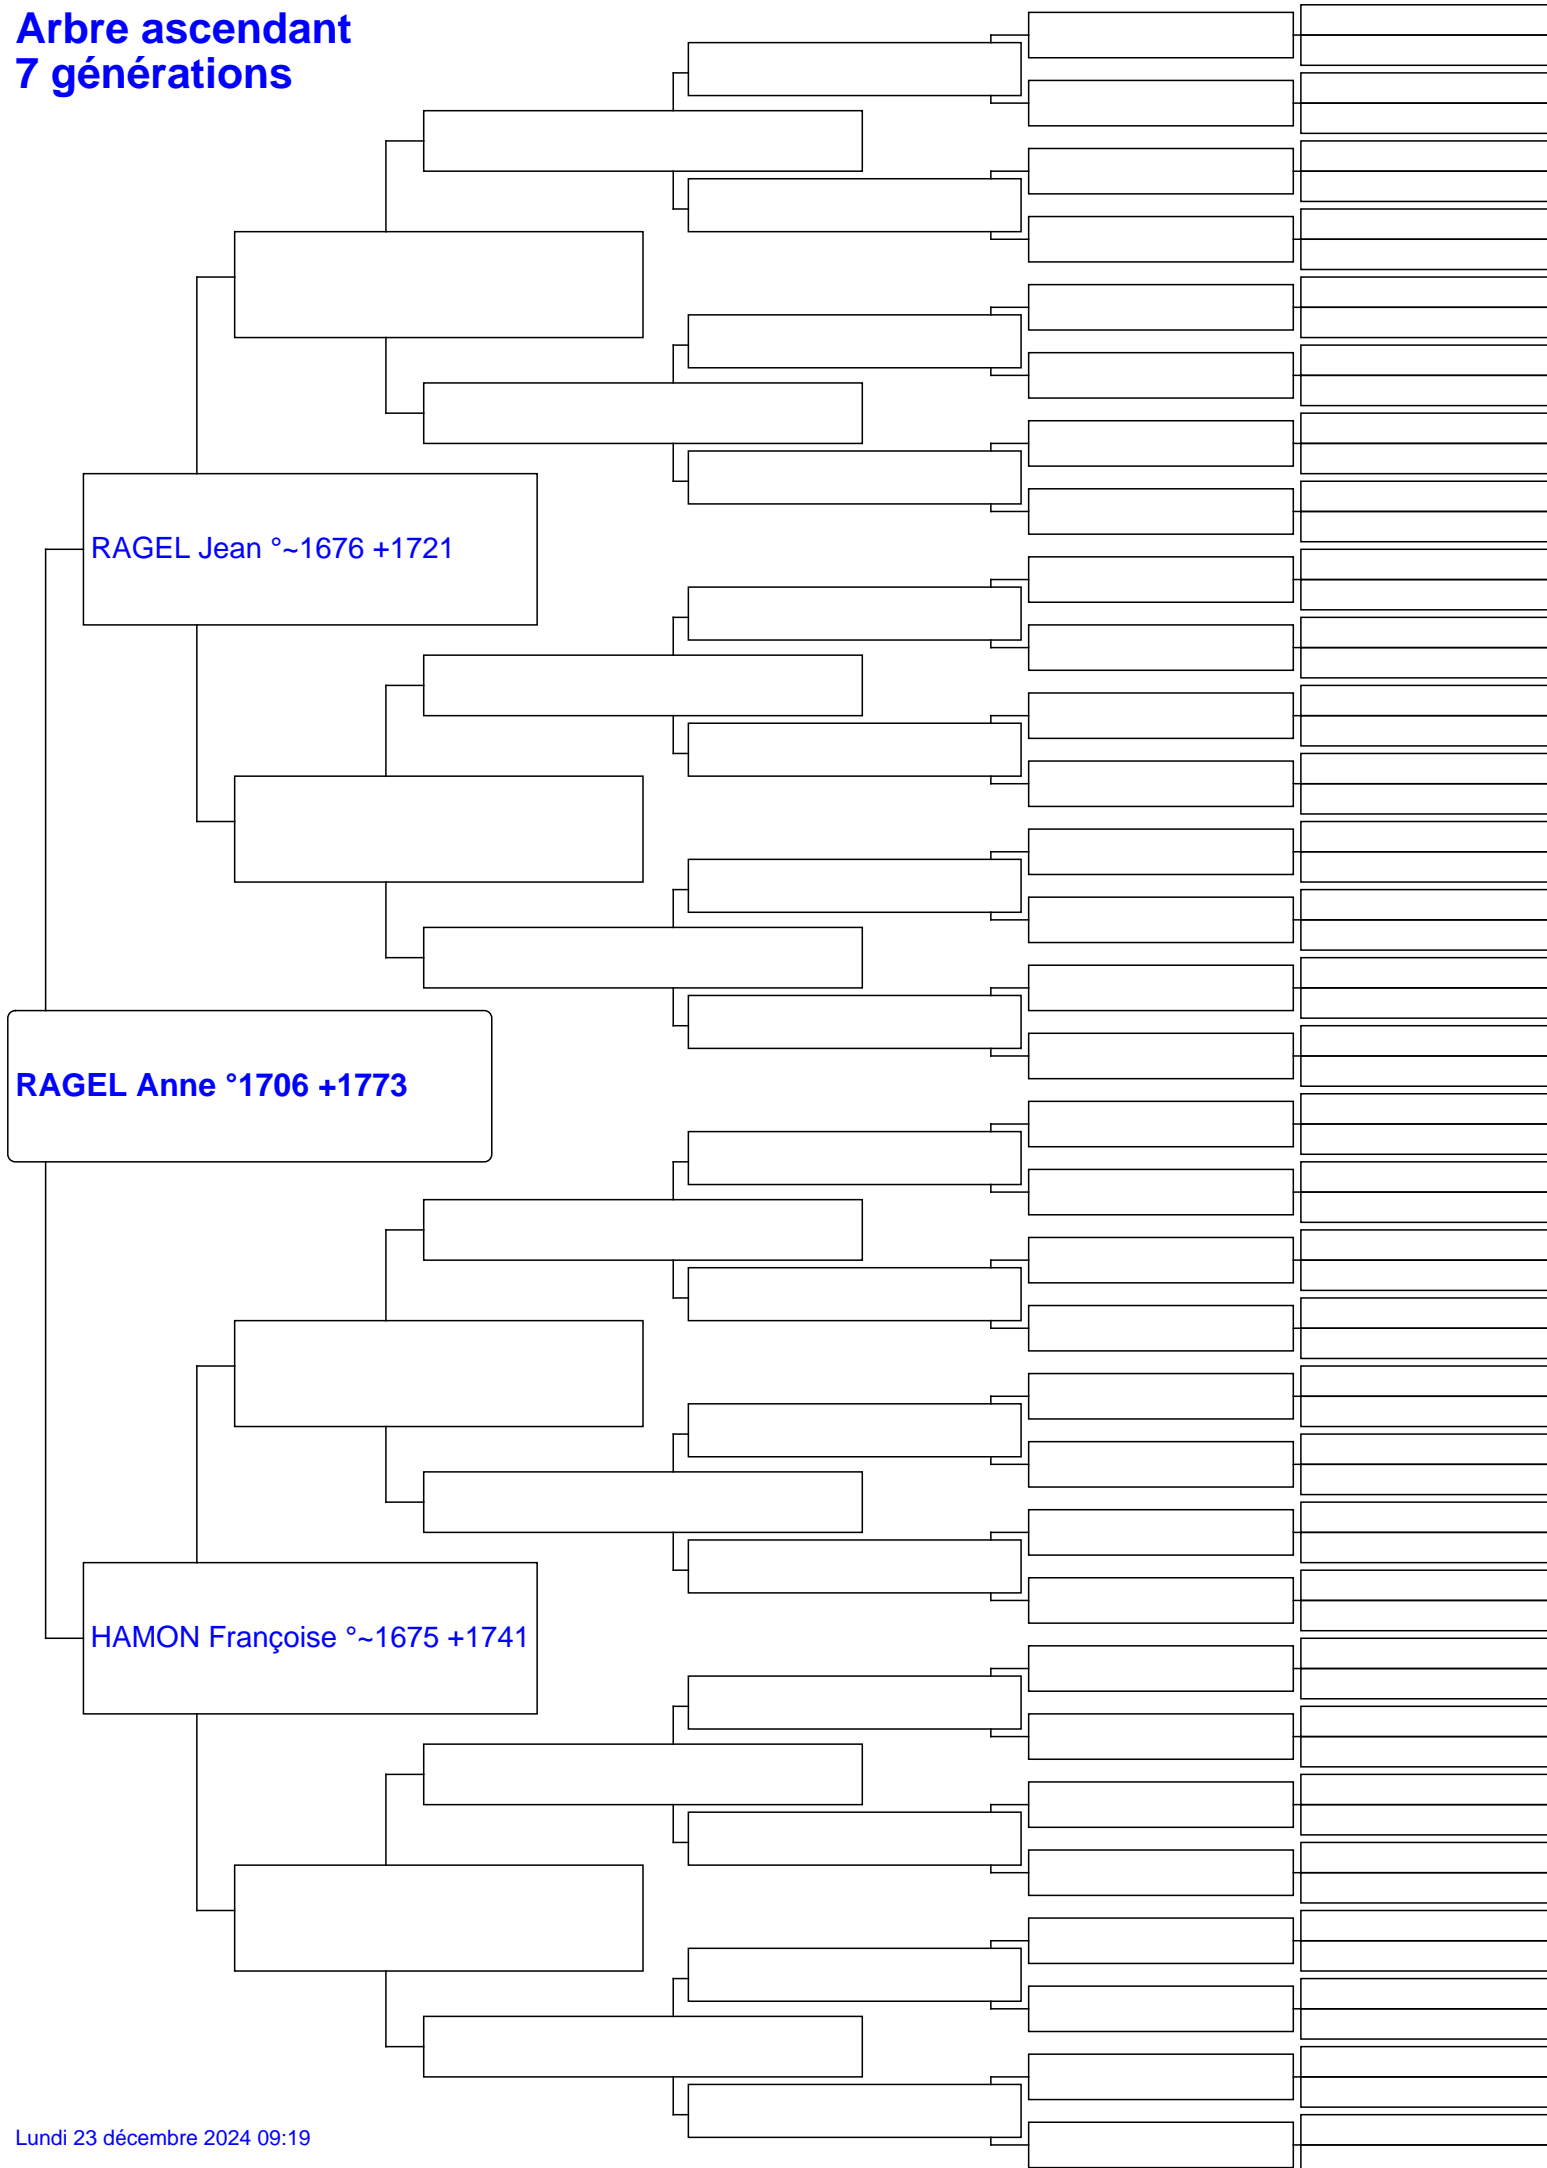 Arbre ascendant
7 générations
RAGEL Jean °~1676 +1721
RAGEL Anne °1706 +1773
HAMON Françoise °~1675 +1741
Lundi 23 décembre 2024 09:19